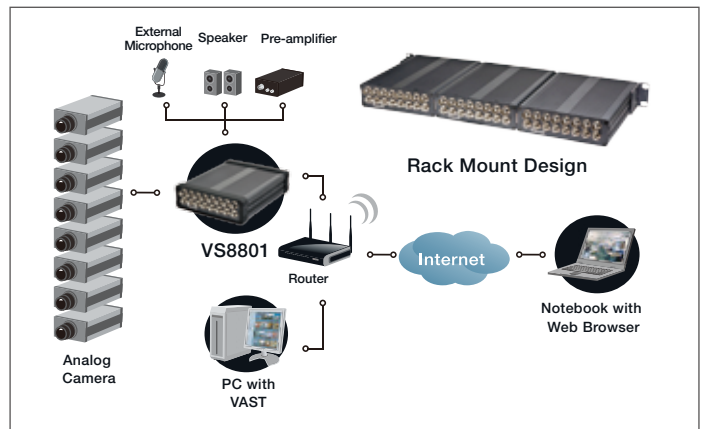 External
Microphone
Speaker
Pre-amplifier
Rack Mount Design
VS8801
Router
Internet
Notebook with
Web Browser
Analog
Camera
PC with
VAST